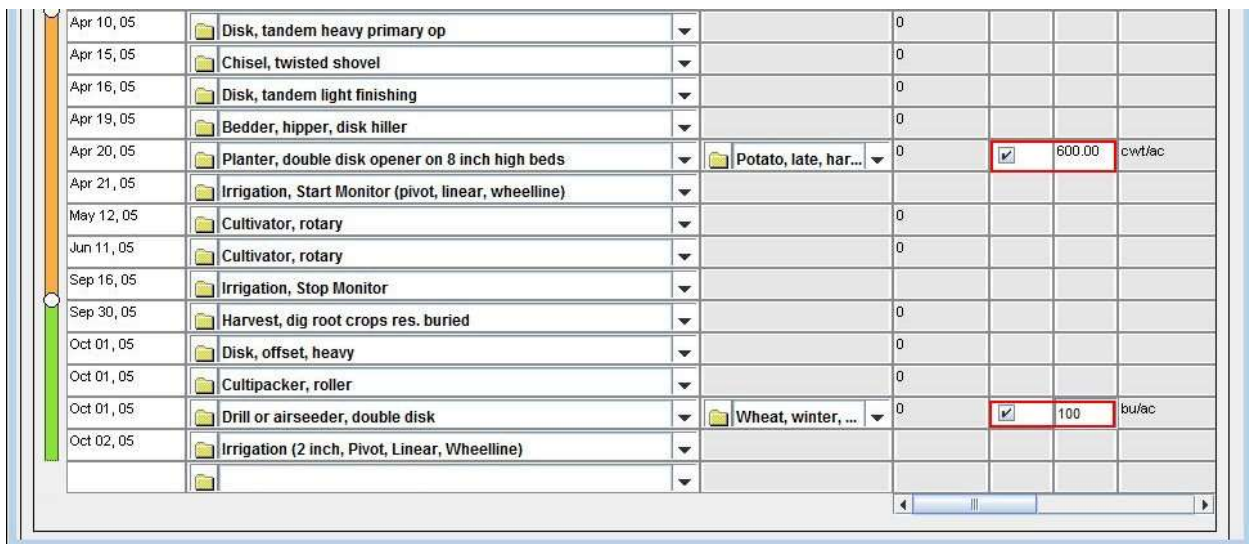 Apr 10, 05 Disk, tandem heavy primary op 0
Apr 15, 05 Chisel, twisted shovel 0
Apr 16, 05 Disk, tandem light finishing 0
Apr 19, 05 Bedder, hipper, disk hiller 0
Apr 20, 05 Planter, double disk opener on 8 inch high beds Potato, late, har... 0 600.00 cwt/ac
Apr 21, 05 Irrigation, Start Monitor (pivot, linear, wheelline)
May 12, 05 Cultivator, rotary 0
Jun 11, 05 Cultivator, rotary 0
Sep 16, 05 Irrigation, Stop Monitor
Sep 30, 05 Harvest, dig root crops res. buried 0
Oct 01, 05 Disk, offset, heavy 0
Oct 01, 05 Cultipacker, roller 0
Oct 01, 05 Drill or airseeder, double disk Wheat, winter, ... 0 100 bu/ac
Oct 02, 05 Irrigation (2 inch, Pivot, Linear, Wheelline)